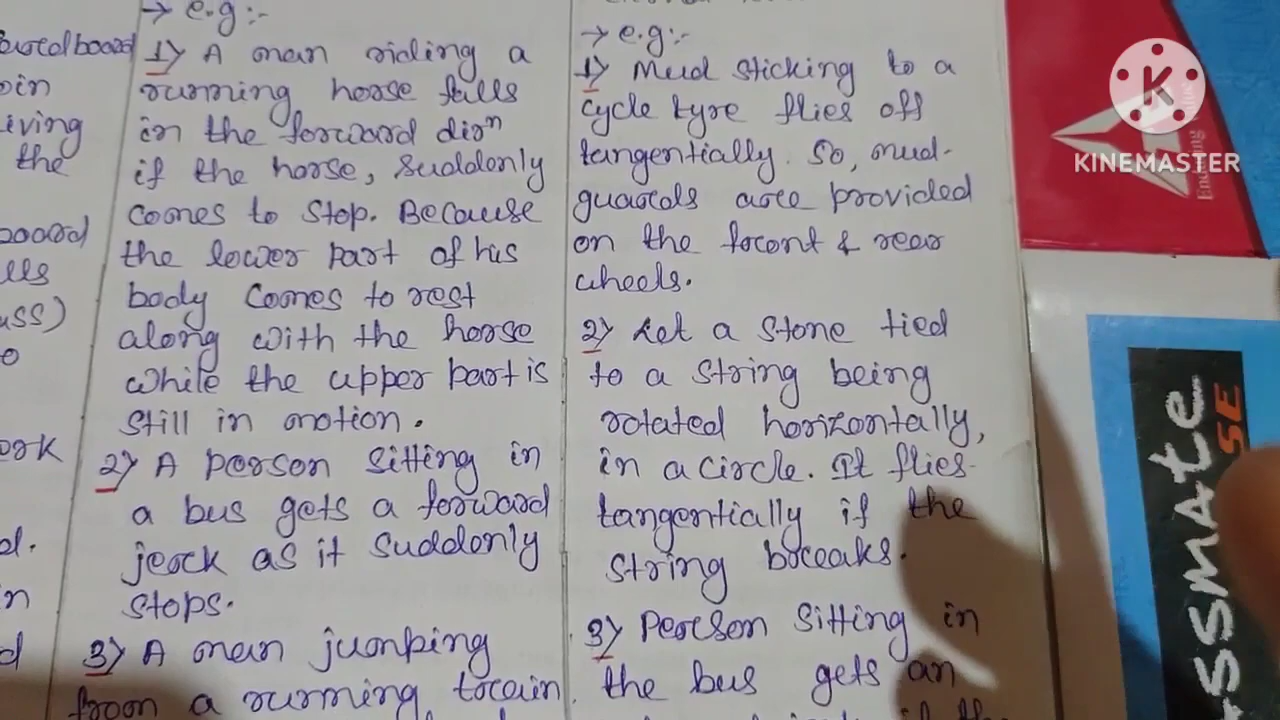 → e.g :-
1) A man riding a
running horse falls
in the forward dirⁿ
if the horse, suddenly
comes to stop. Because
the lower part of his
body comes to rest
along with the horse
while the upper part is
still in motion.
2) A person sitting in
a bus gets a forward
jerk as it suddenly
stops.
3) A man jumping
from a running train
→ e.g :-
1) Mud sticking to a
cycle tyre flies off
tangentially. So, mud-
guards are provided
on the front & rear
wheels.
2) Let a stone tied
to a string being
rotated horizontally,
in a circle. It flies
tangentially if the
string breaks.
3) Person sitting in
the bus gets an
KINEMASTER
SSMATE